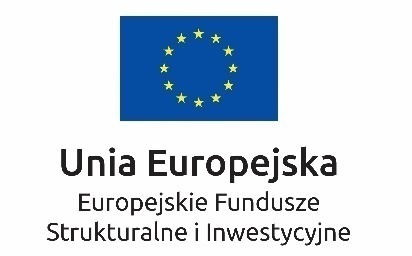 Unia Europejska
Europejskie Fundusze
Strukturalne i Inwestycyjne